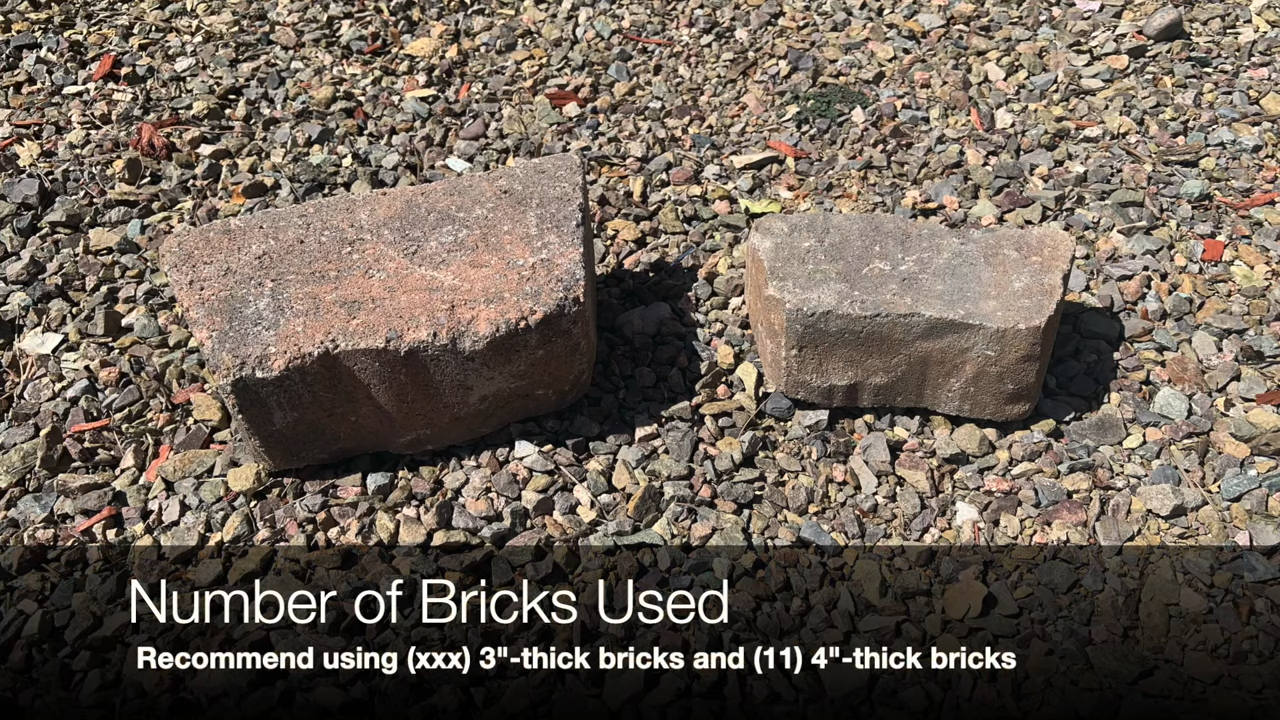 Number of Bricks Used
Recommend using (xxx) 3"-thick bricks and (11) 4"-thick bricks